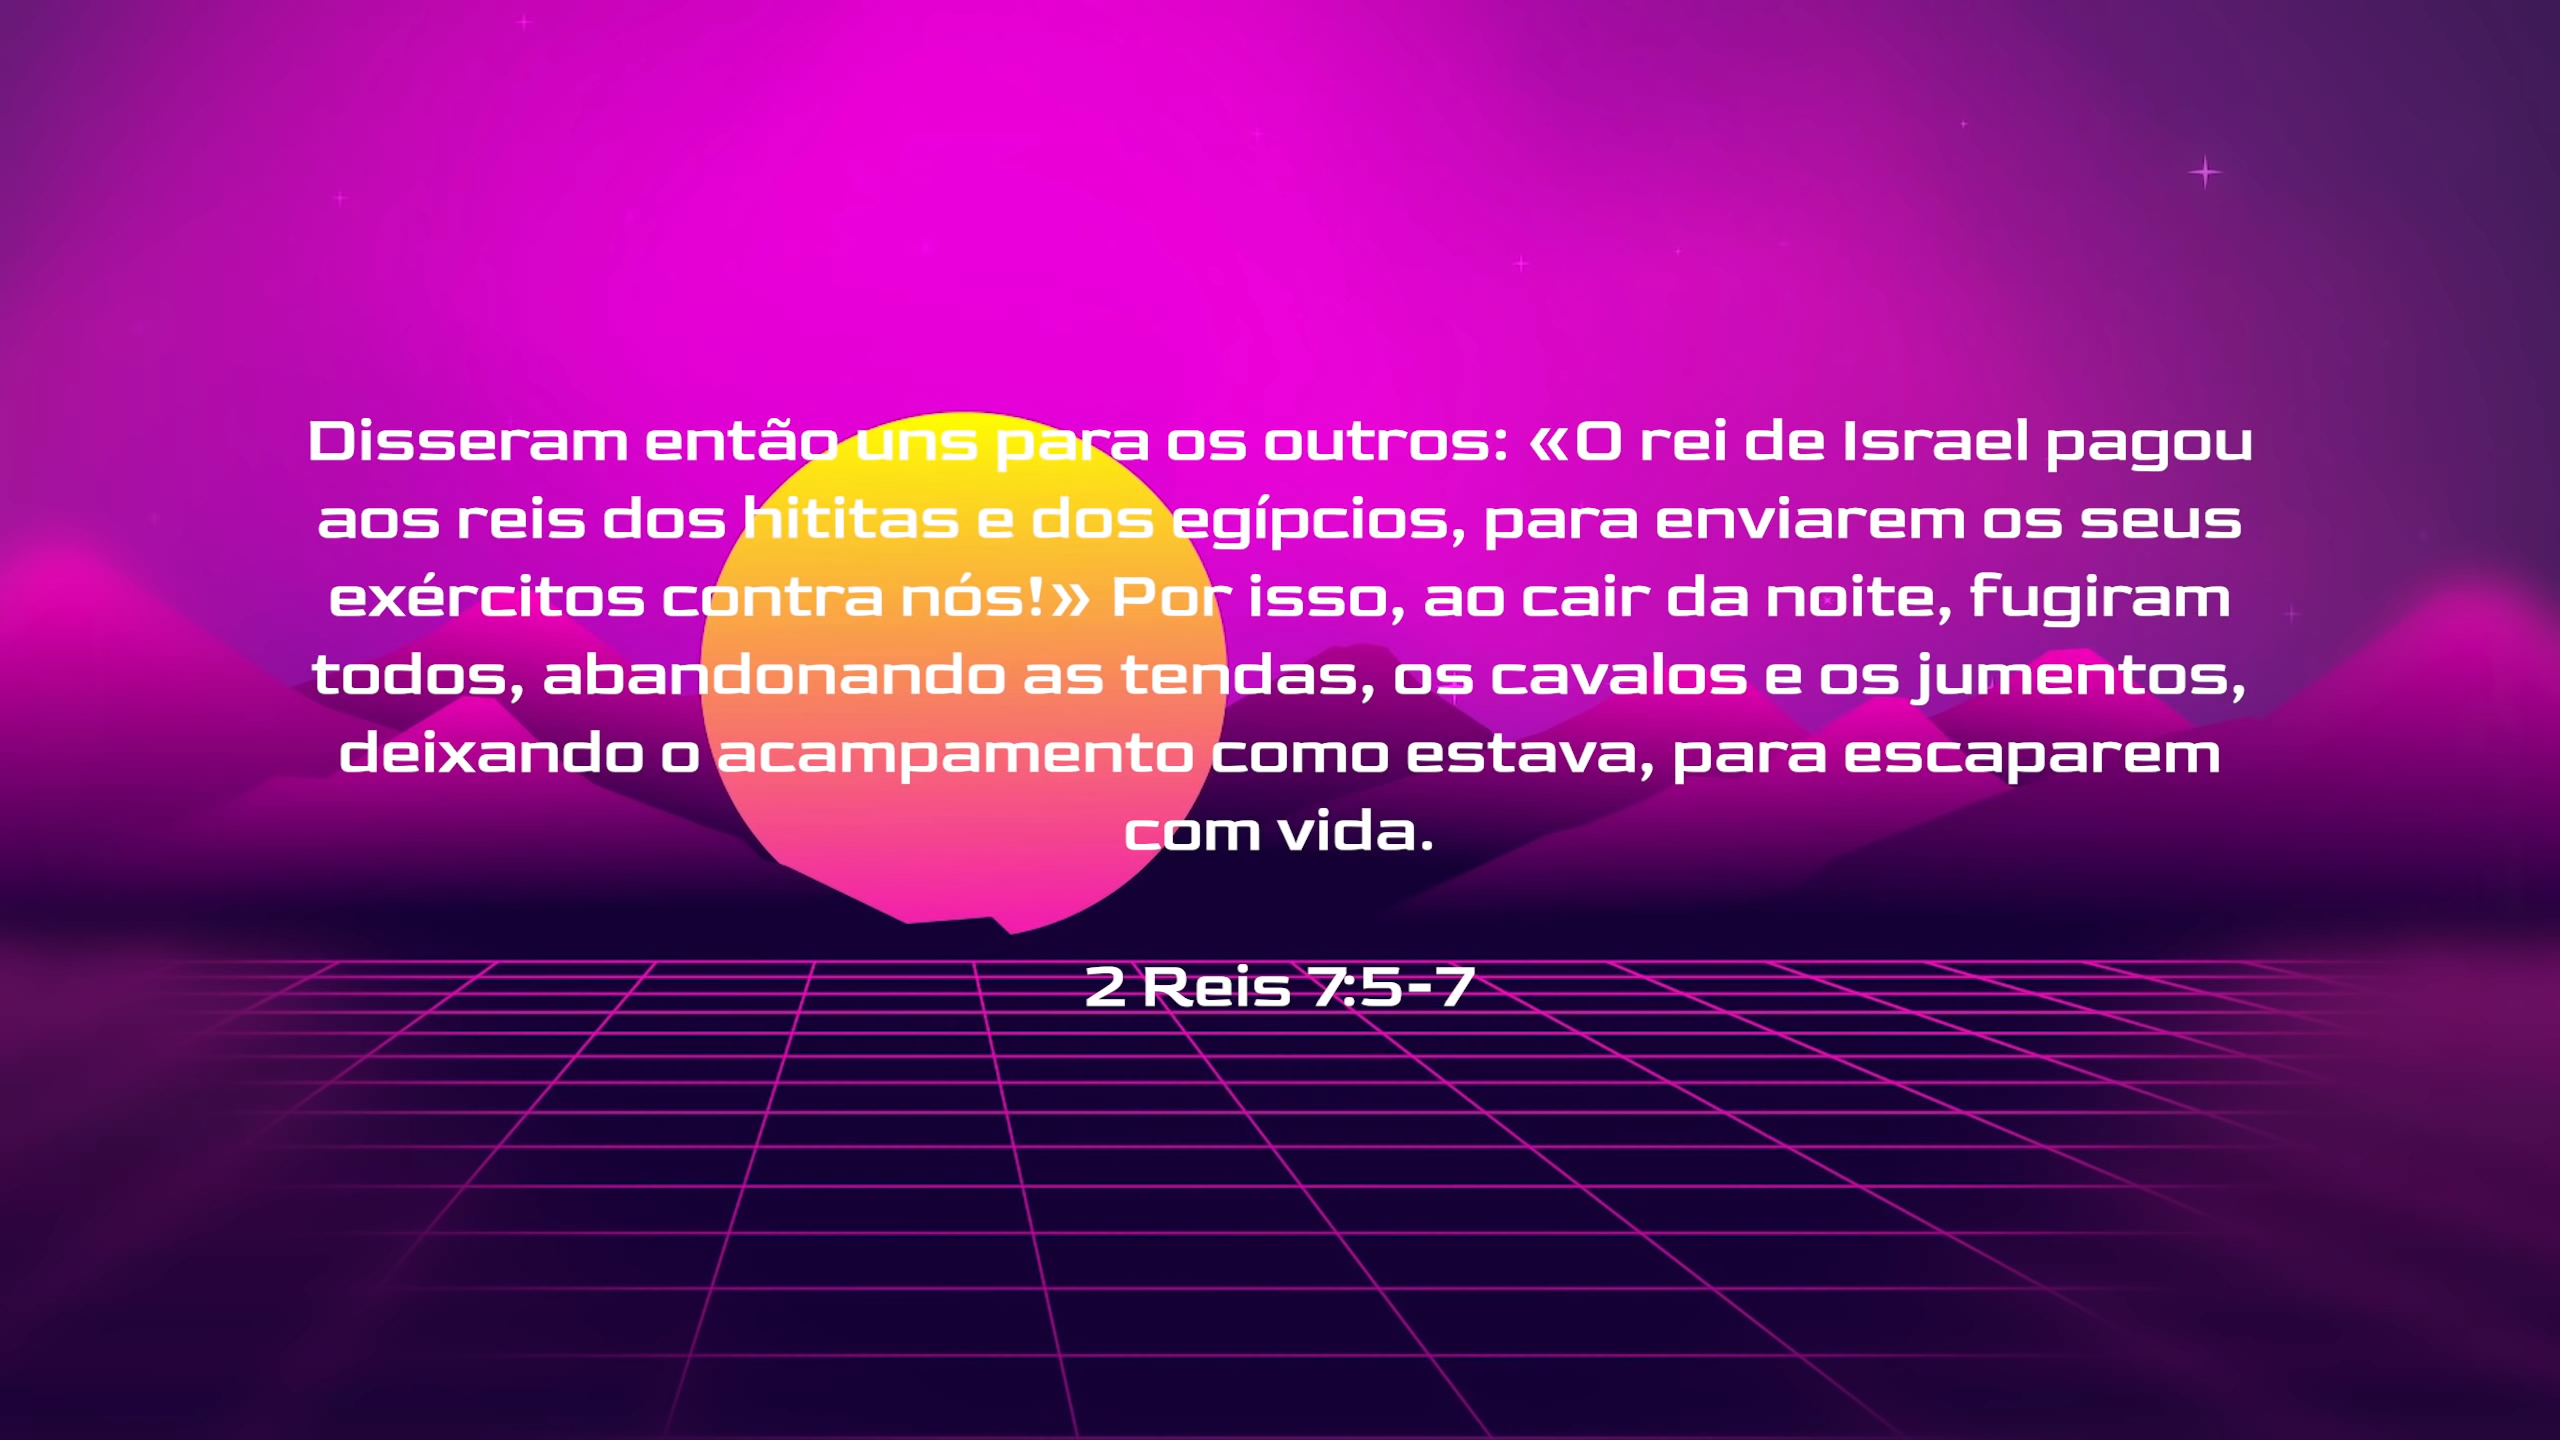 Disseram então uns para os outros: «O rei de Israel pagou
aos reis dos hititas e dos egípcios, para enviarem os seus
exércitos contra nós!» Por isso, ao cair da noite, fugiram
todos, abandonando as tendas, os cavalos e os jumentos,
deixando o acampamento como estava, para escaparem
com vida.
2 Reis 7:5-7